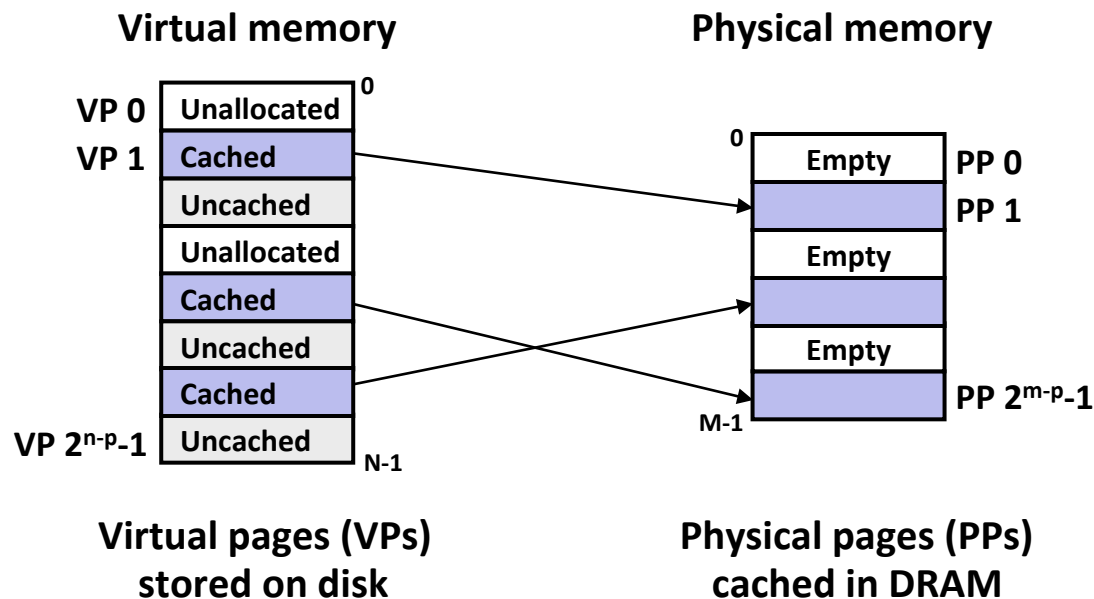 Virtual memory
Physical memory
0
VP 0
Unallocated
VP 1
Cached
Uncached
Unallocated
Cached
Uncached
Cached
VP 2^{n-p}-1
Uncached
N-1
0
Empty
PP 0
PP 1
Empty
Empty
PP 2^{m-p}-1
M-1
Virtual pages (VPs)
stored on disk
Physical pages (PPs)
cached in DRAM